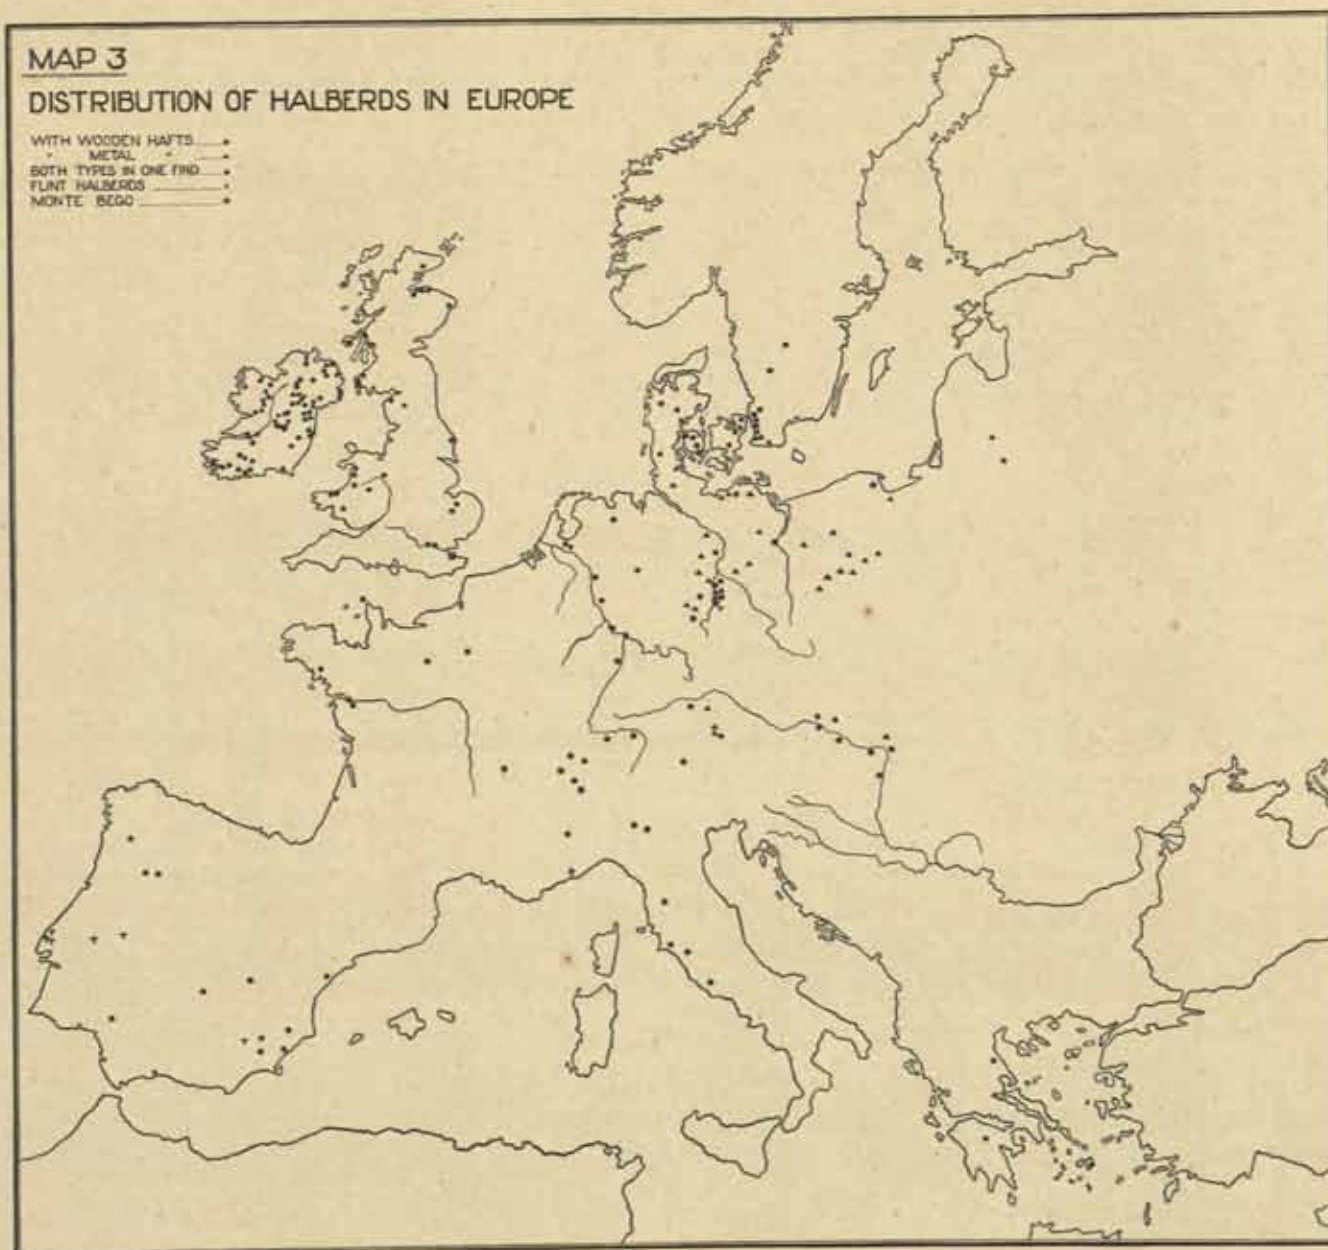 MAP 3
DISTRIBUTION OF HALBERDS IN EUROPE
WITH WOODEN HAFTS
" METAL "
BOTH TYPES IN ONE FIND
FLINT HALBERDS
MONTE BEGO